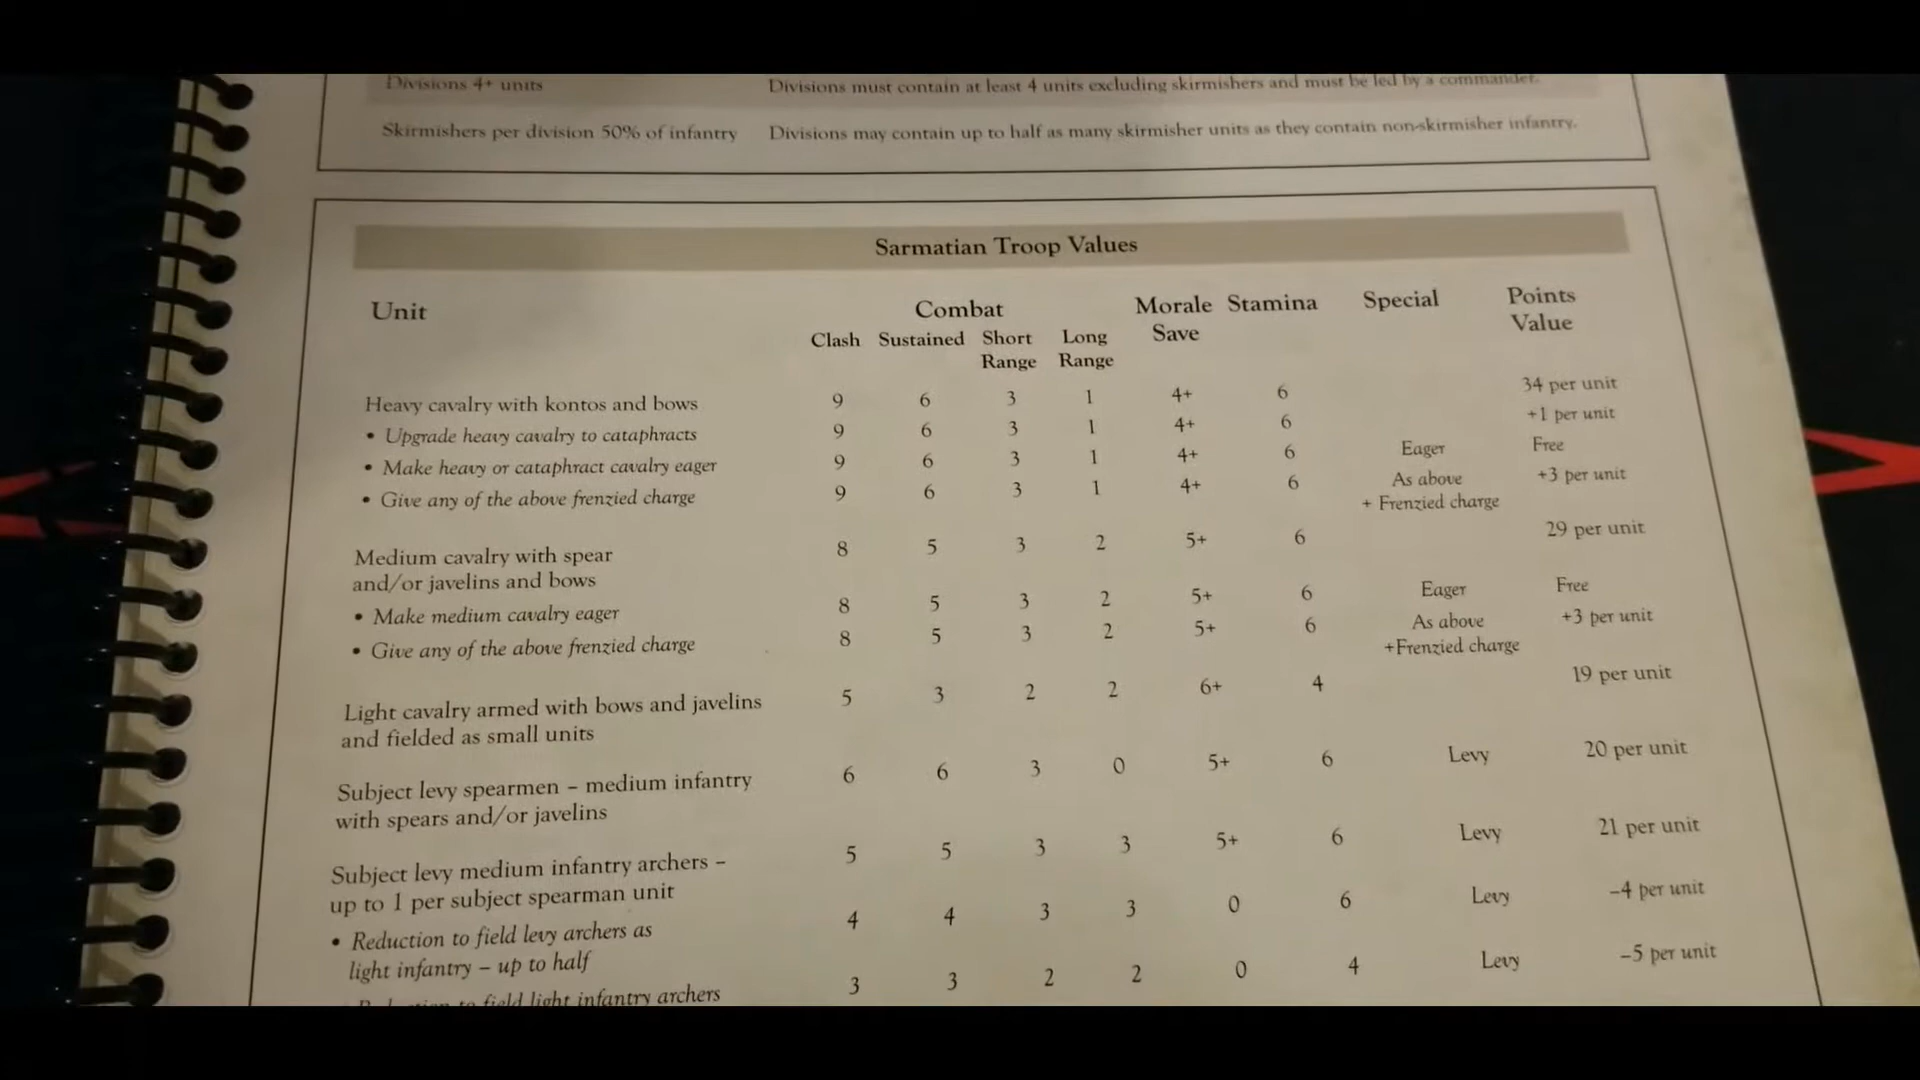 Divisions 4+ units Divisions must contain at least 4 units excluding skirmishers and must be led by a commander.
Skirmishers per division 50% of infantry Divisions may contain up to half as many skirmisher units as they contain non-skirmisher infantry.
Sarmatian Troop Values
Unit Combat Morale Save Stamina Special Points Value
Clash Sustained Short Range Long Range
Heavy cavalry with kontos and bows 9 6 3 1 4+ 6 34 per unit
• Upgrade heavy cavalry to cataphracts 9 6 3 1 4+ 6 +1 per unit
• Make heavy or cataphract cavalry eager 9 6 3 1 4+ 6 Eager Free
• Give any of the above frenzied charge 9 6 3 1 4+ 6 As above +3 per unit
+ Frenzied charge
Medium cavalry with spear 8 5 3 2 5+ 6 29 per unit
and/or javelins and bows
• Make medium cavalry eager 8 5 3 2 5+ 6 Eager Free
• Give any of the above frenzied charge 8 5 3 2 5+ 6 As above +3 per unit
+Frenzied charge
Light cavalry armed with bows and javelins 5 3 2 2 6+ 4 19 per unit
and fielded as small units
Subject levy spearmen – medium infantry 6 6 3 0 5+ 6 Levy 20 per unit
with spears and/or javelins
Subject levy medium infantry archers – 5 5 3 3 5+ 6 Levy 21 per unit
up to 1 per subject spearman unit
• Reduction to field levy archers as 4 4 3 3 0 6 Levy –4 per unit
light infantry – up to half
to field light infantry archers 3 3 2 2 0 4 Levy –5 per unit